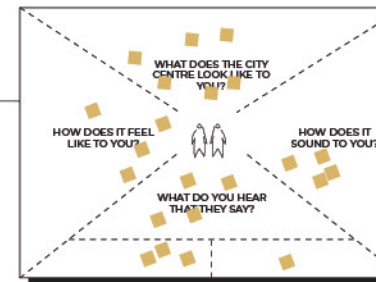 WHAT DOES THE CITY
CENTRE LOOK LIKE TO
YOU?
HOW DOES IT FEEL
LIKE TO YOU?
HOW DOES IT
SOUND TO YOU?
WHAT DO YOU HEAR
THAT THEY SAY?